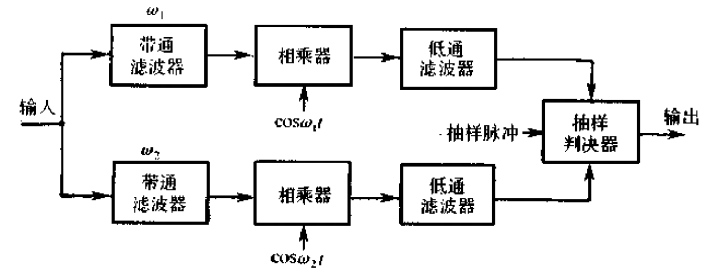 ω₁
带通
滤波器
相乘器
低通
滤波器
cosω₁t
输入
抽样脉冲
抽样
判决器
输出
ω₂
带通
滤波器
相乘器
低通
滤波器
cosω₂t